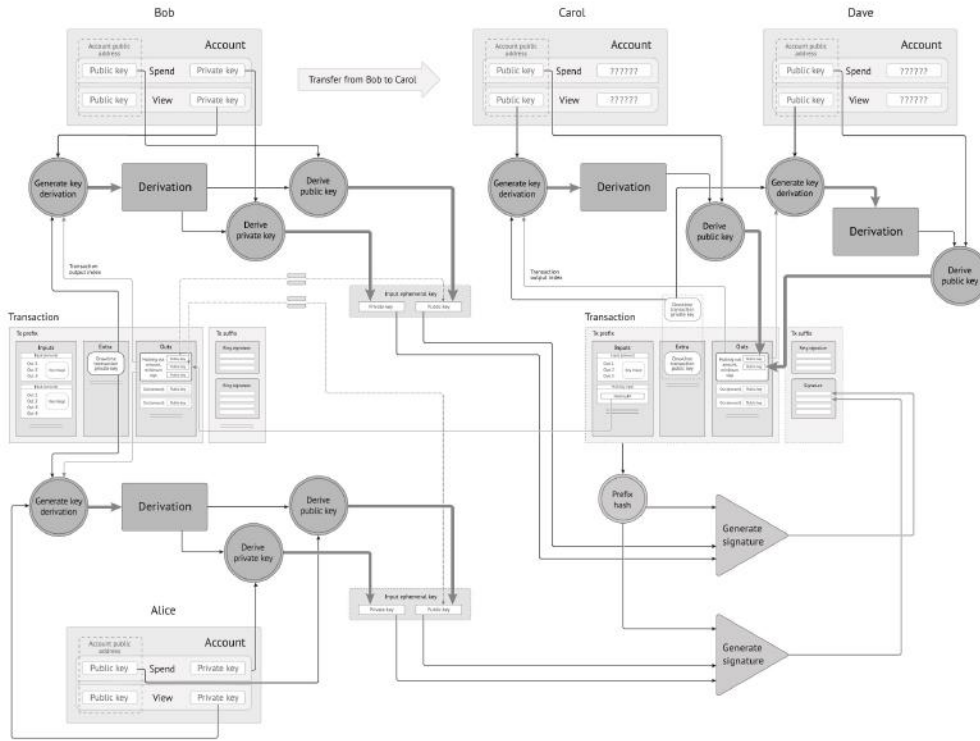 Bob
Carol
Dave
Account public address
Account
Public key
Spend
Private key
Public key
View
Private key
Transfer from Bob to Carol
Account public address
Account
Public key
Spend
??????
Public key
View
??????
Account public address
Account
Public key
Spend
??????
Public key
View
??????
Generate key derivation
Derivation
Derive public key
Derive private key
Generate key derivation
Derivation
Derive public key
Generate key derivation
Derivation
Derive public key
Transaction output index
Transaction output index
Input ephemeral key
Private key
Public key
Transaction
Tx prefix
Tx suffix
Inputs
Extra
Outs
Ring signature
Ring signature
Transaction
Tx prefix
Tx suffix
Inputs
Extra
Outs
Ring signature
Signature
Generate key derivation
Derivation
Derive public key
Derive private key
Prefix hash
Generate signature
Input ephemeral key
Private key
Public key
Generate signature
Alice
Account public address
Account
Public key
Spend
Private key
Public key
View
Private key